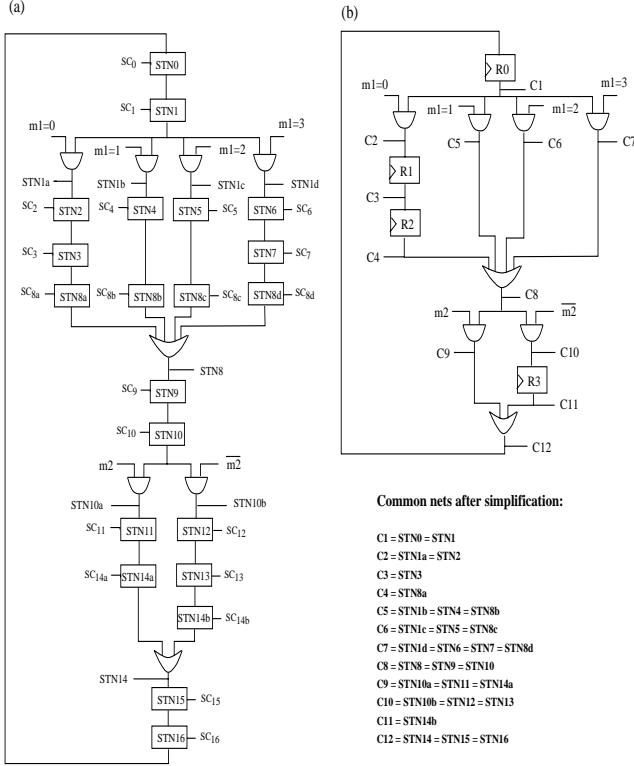 (a)
SC0
STN0
SC1
STN1
m1=0
m1=1
m1=2
m1=3
STN1a
STN1b
STN1c
STN1d
SC2
STN2
SC4
STN4
STN5
SC5
STN6
SC6
SC3
STN3
STN7
SC7
SC8a
STN8a
SC8b
STN8b
STN8c
SC8c
STN8d
SC8d
STN8
SC9
STN9
SC10
STN10
m2
m2
STN10a
STN10b
SC11
STN11
STN12
SC12
SC14a
STN14a
STN13
SC13
STN14b
SC14b
STN14
STN15
SC15
STN16
SC16
(b)
R0
C1
m1=0
m1=1
m1=2
m1=3
C2
C5
C6
C7
R1
C3
R2
C4
C8
m2
m2
C9
C10
R3
C11
C12
Common nets after simplification:
C1 = STN0 = STN1
C2 = STN1a = STN2
C3 = STN3
C4 = STN8a
C5 = STN1b = STN4 = STN8b
C6 = STN1c = STN5 = STN8c
C7 = STN1d = STN6 = STN7 = STN8d
C8 = STN8 = STN9 = STN10
C9 = STN10a = STN11 = STN14a
C10 = STN10b = STN12 = STN13
C11 = STN14b
C12 = STN14 = STN15 = STN16